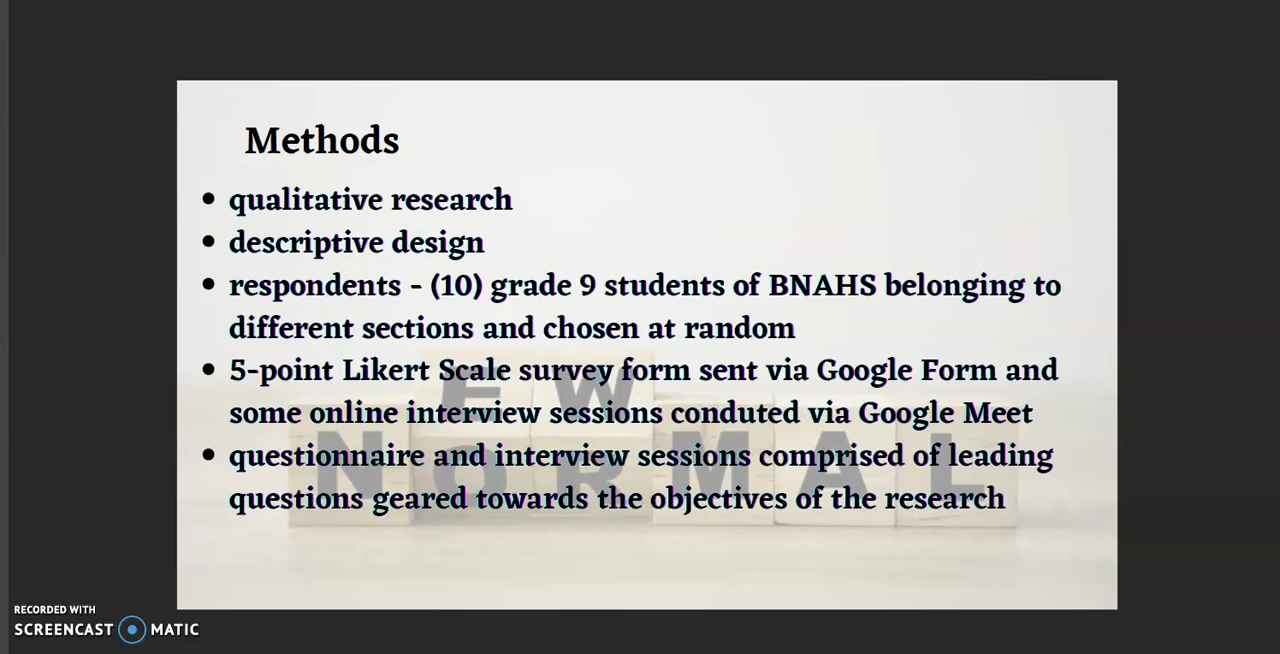 Methods
qualitative research
descriptive design
respondents - (10) grade 9 students of BNAHS belonging to
different sections and chosen at random
5-point Likert Scale survey form sent via Google Form and
some online interview sessions conduted via Google Meet
questionnaire and interview sessions comprised of leading
questions geared towards the objectives of the research
EW
NORMAL
RECORDED WITH
SCREENCAST MATIC